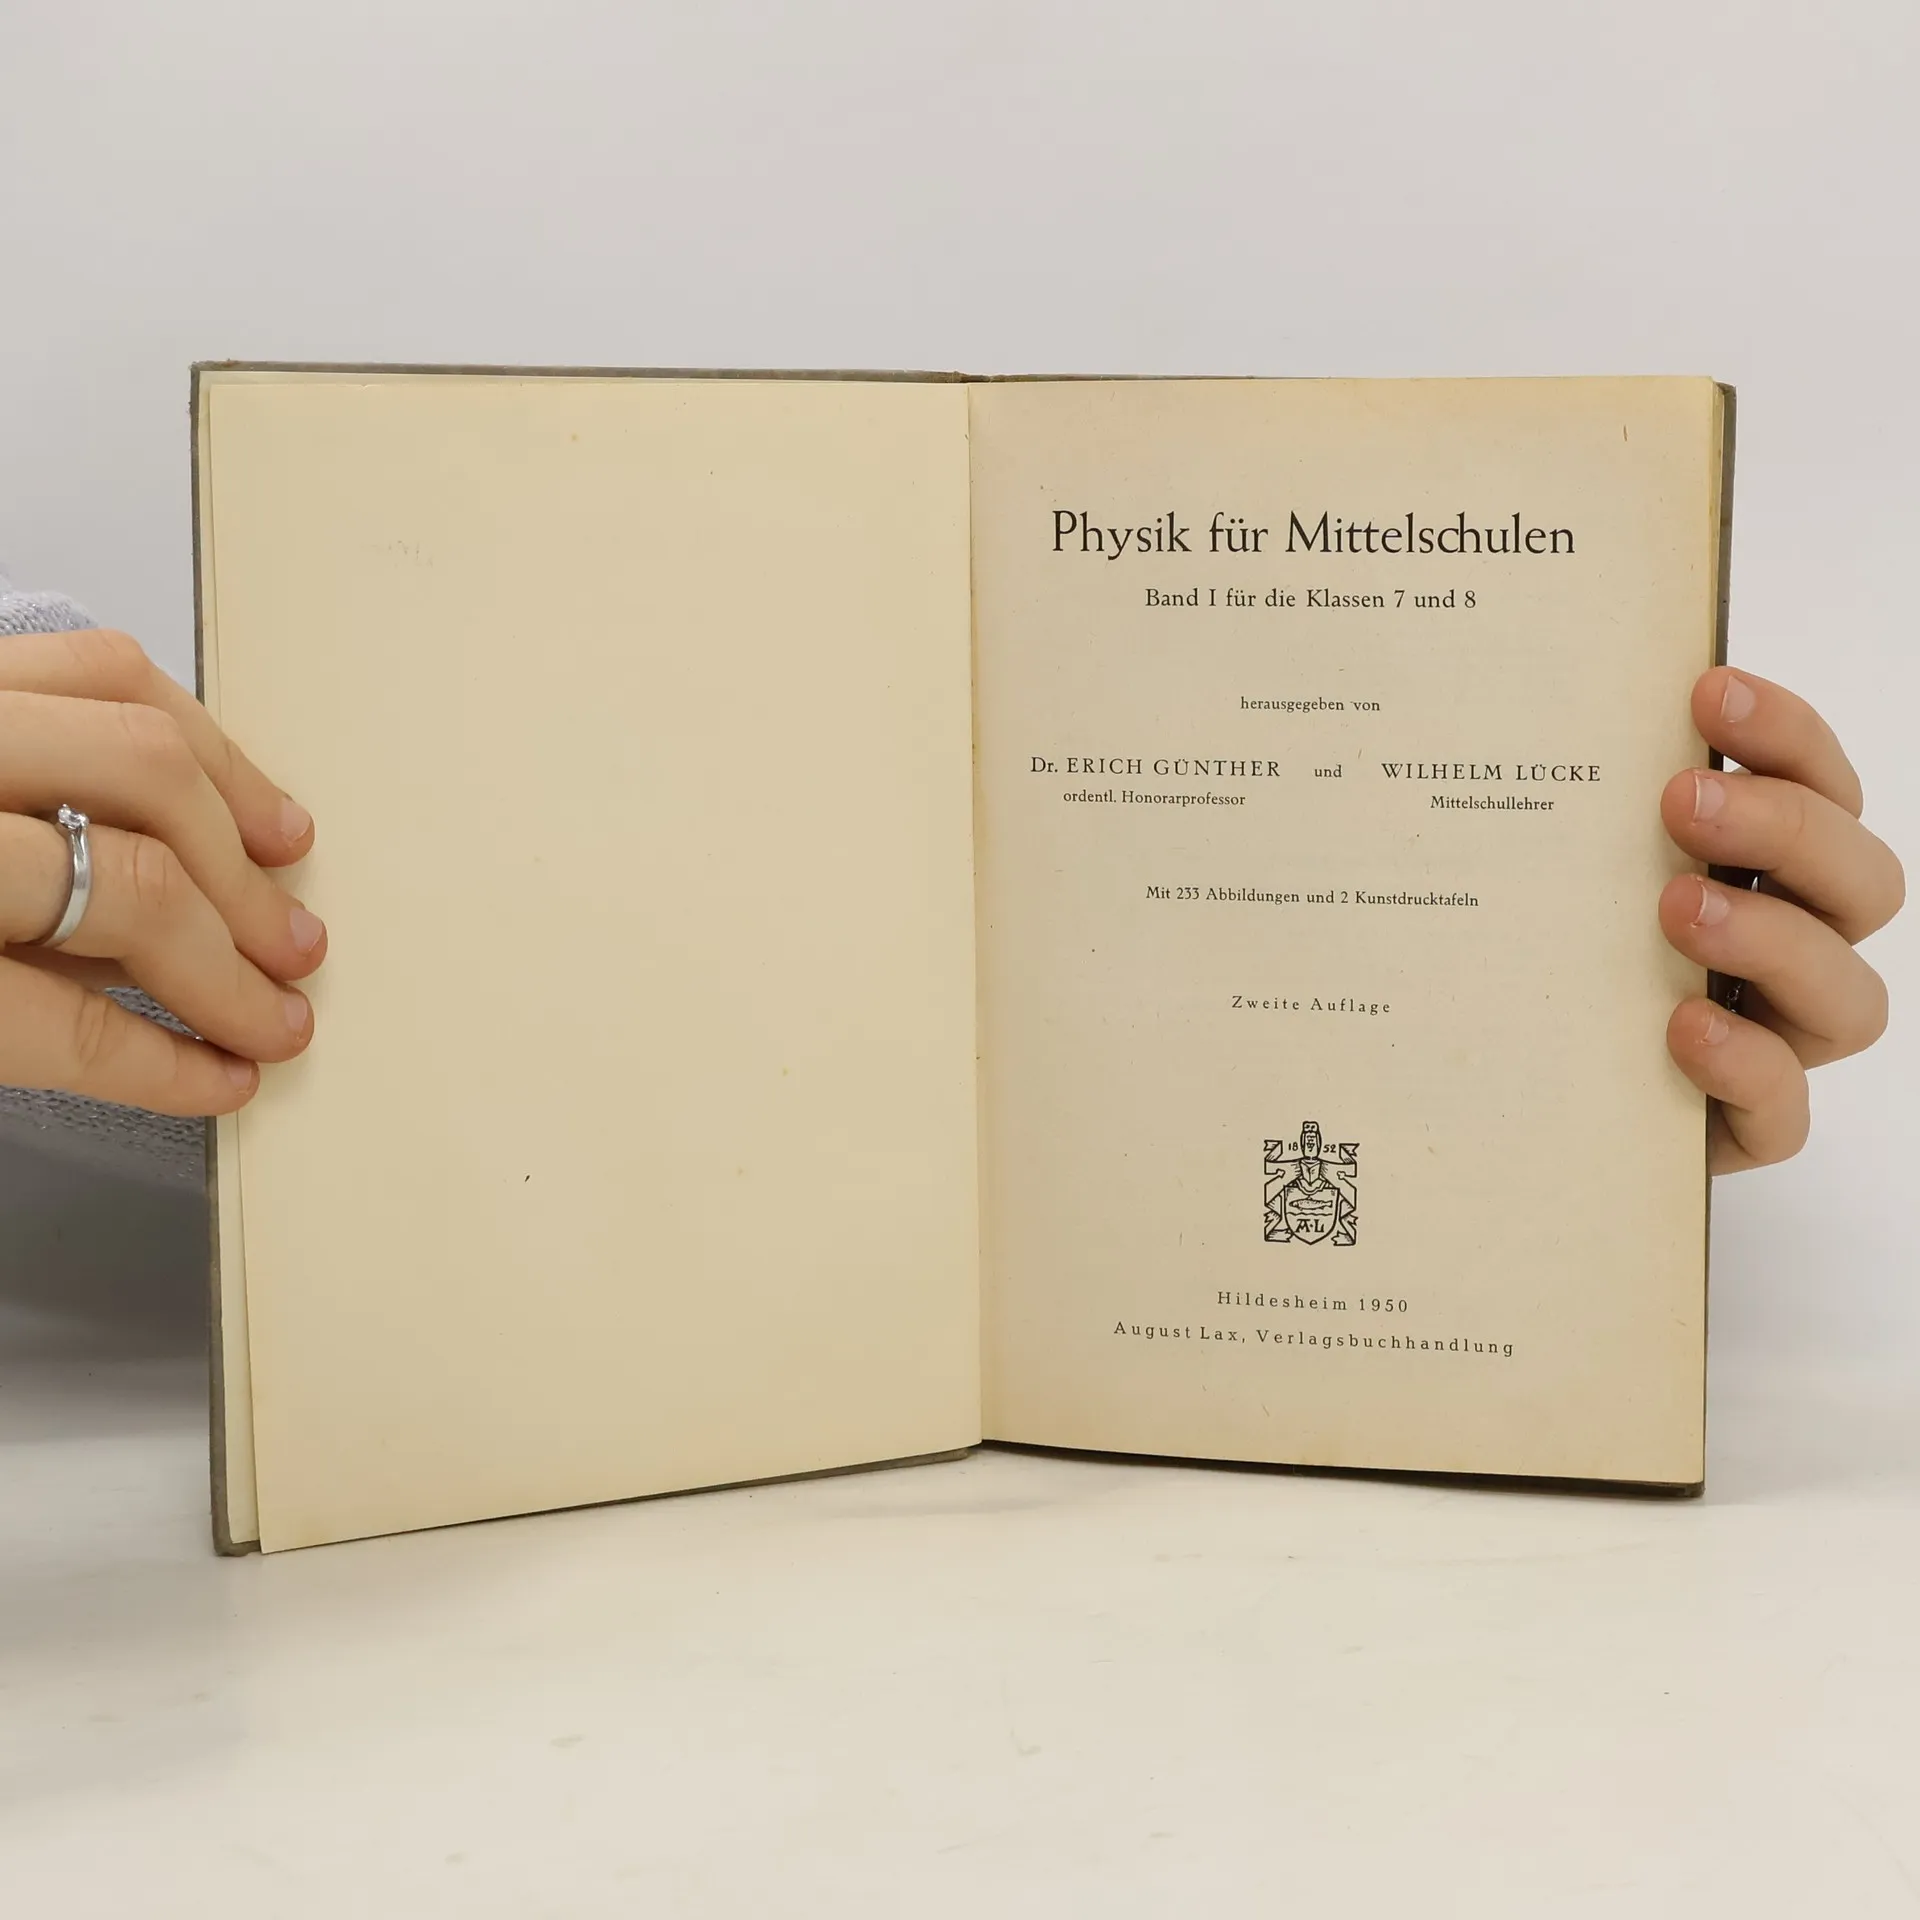 Physik für Mittelschulen
Band I für die Klassen 7 und 8
herausgegeben von
Dr. ERICH GÜNTHER und WILHELM LÜCKE
ordentl. Honorarprofessor Mittelschullehrer
Mit 233 Abbildungen und 2 Kunstdrucktafeln
Zweite Auflage
18 52
A·L
Hildesheim 1950
August Lax, Verlagsbuchhandlung